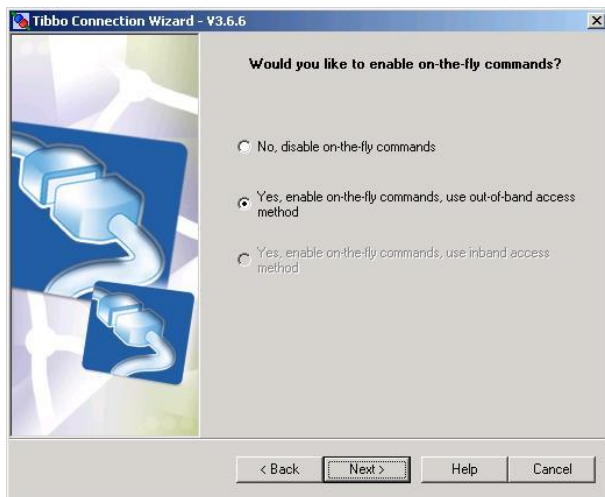 Tibbo Connection Wizard - V3.6.6
Would you like to enable on-the-fly commands?
No, disable on-the-fly commands
Yes, enable on-the-fly commands, use out-of-band access
method
Yes, enable on-the-fly commands, use inband access
method
< Back Next > Help Cancel